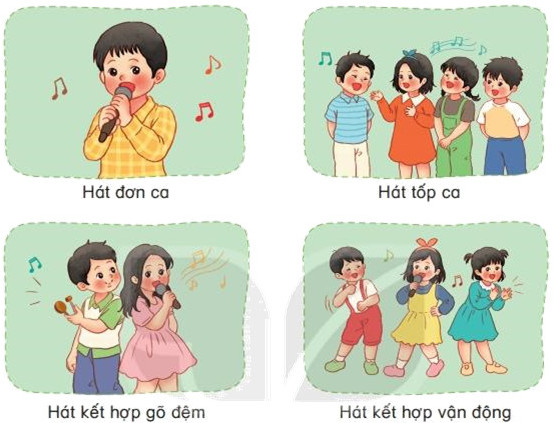 Hát đơn ca
Hát tốp ca
Hát kết hợp gõ đệm
Hát kết hợp vận động